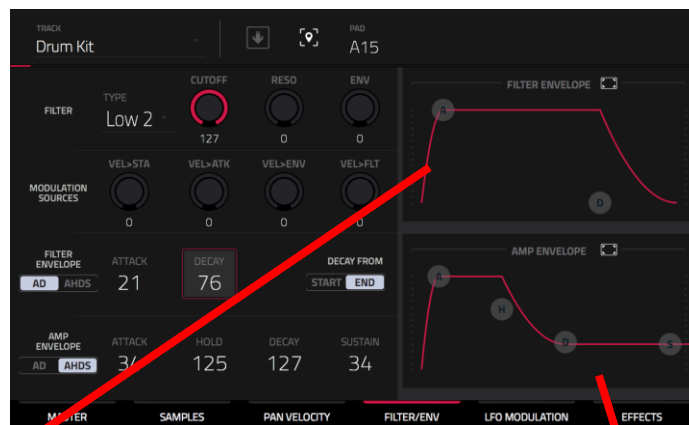 TRACK
Drum Kit
PAD
A15
FILTER
TYPE
Low 2
CUTOFF
127
RESO
0
ENV
0
MODULATION
SOURCES
VEL>STA
0
VEL>ATK
0
VEL>ENV
0
VEL>FLT
0
FILTER
ENVELOPE
AD AHDS
ATTACK
21
DECAY
76
DECAY FROM
START END
AMP
ENVELOPE
AD AHDS
ATTACK
34
HOLD
125
DECAY
127
SUSTAIN
34
FILTER ENVELOPE
A
D
AMP ENVELOPE
A
H
D
S
MASTER
SAMPLES
PAN VELOCITY
FILTER/ENV
LFO MODULATION
EFFECTS